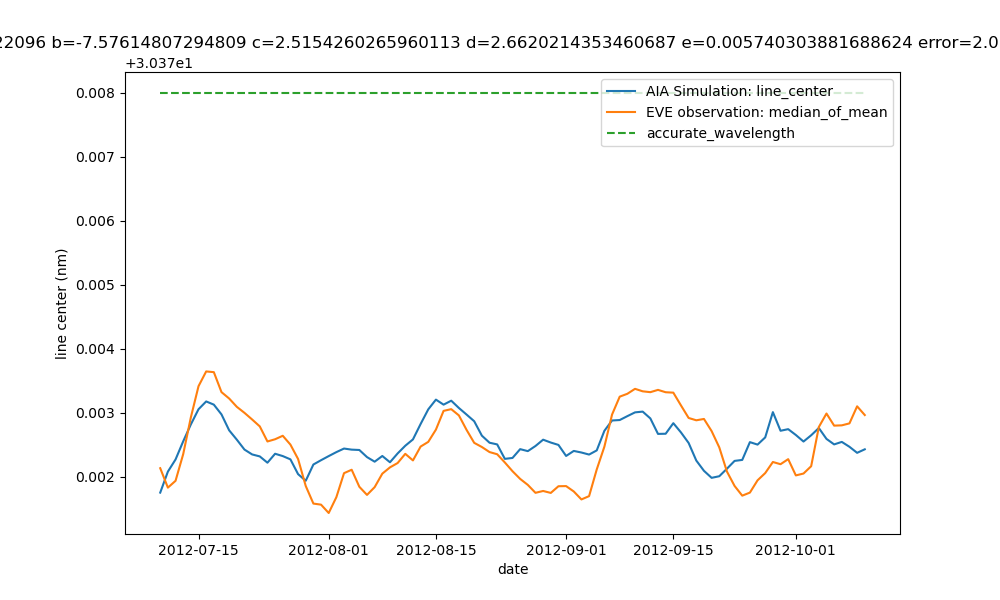 22096 b=-7.57614807294809 c=2.5154260265960113 d=2.6620214353460687 e=0.005740303881688624 error=2.0
+3.037e1
0.008
0.007
0.006
0.005
0.004
0.003
0.002
line center (nm)
AIA Simulation: line_center
EVE observation: median_of_mean
accurate_wavelength
2012-07-15
2012-08-01
2012-08-15
2012-09-01
2012-09-15
2012-10-01
date